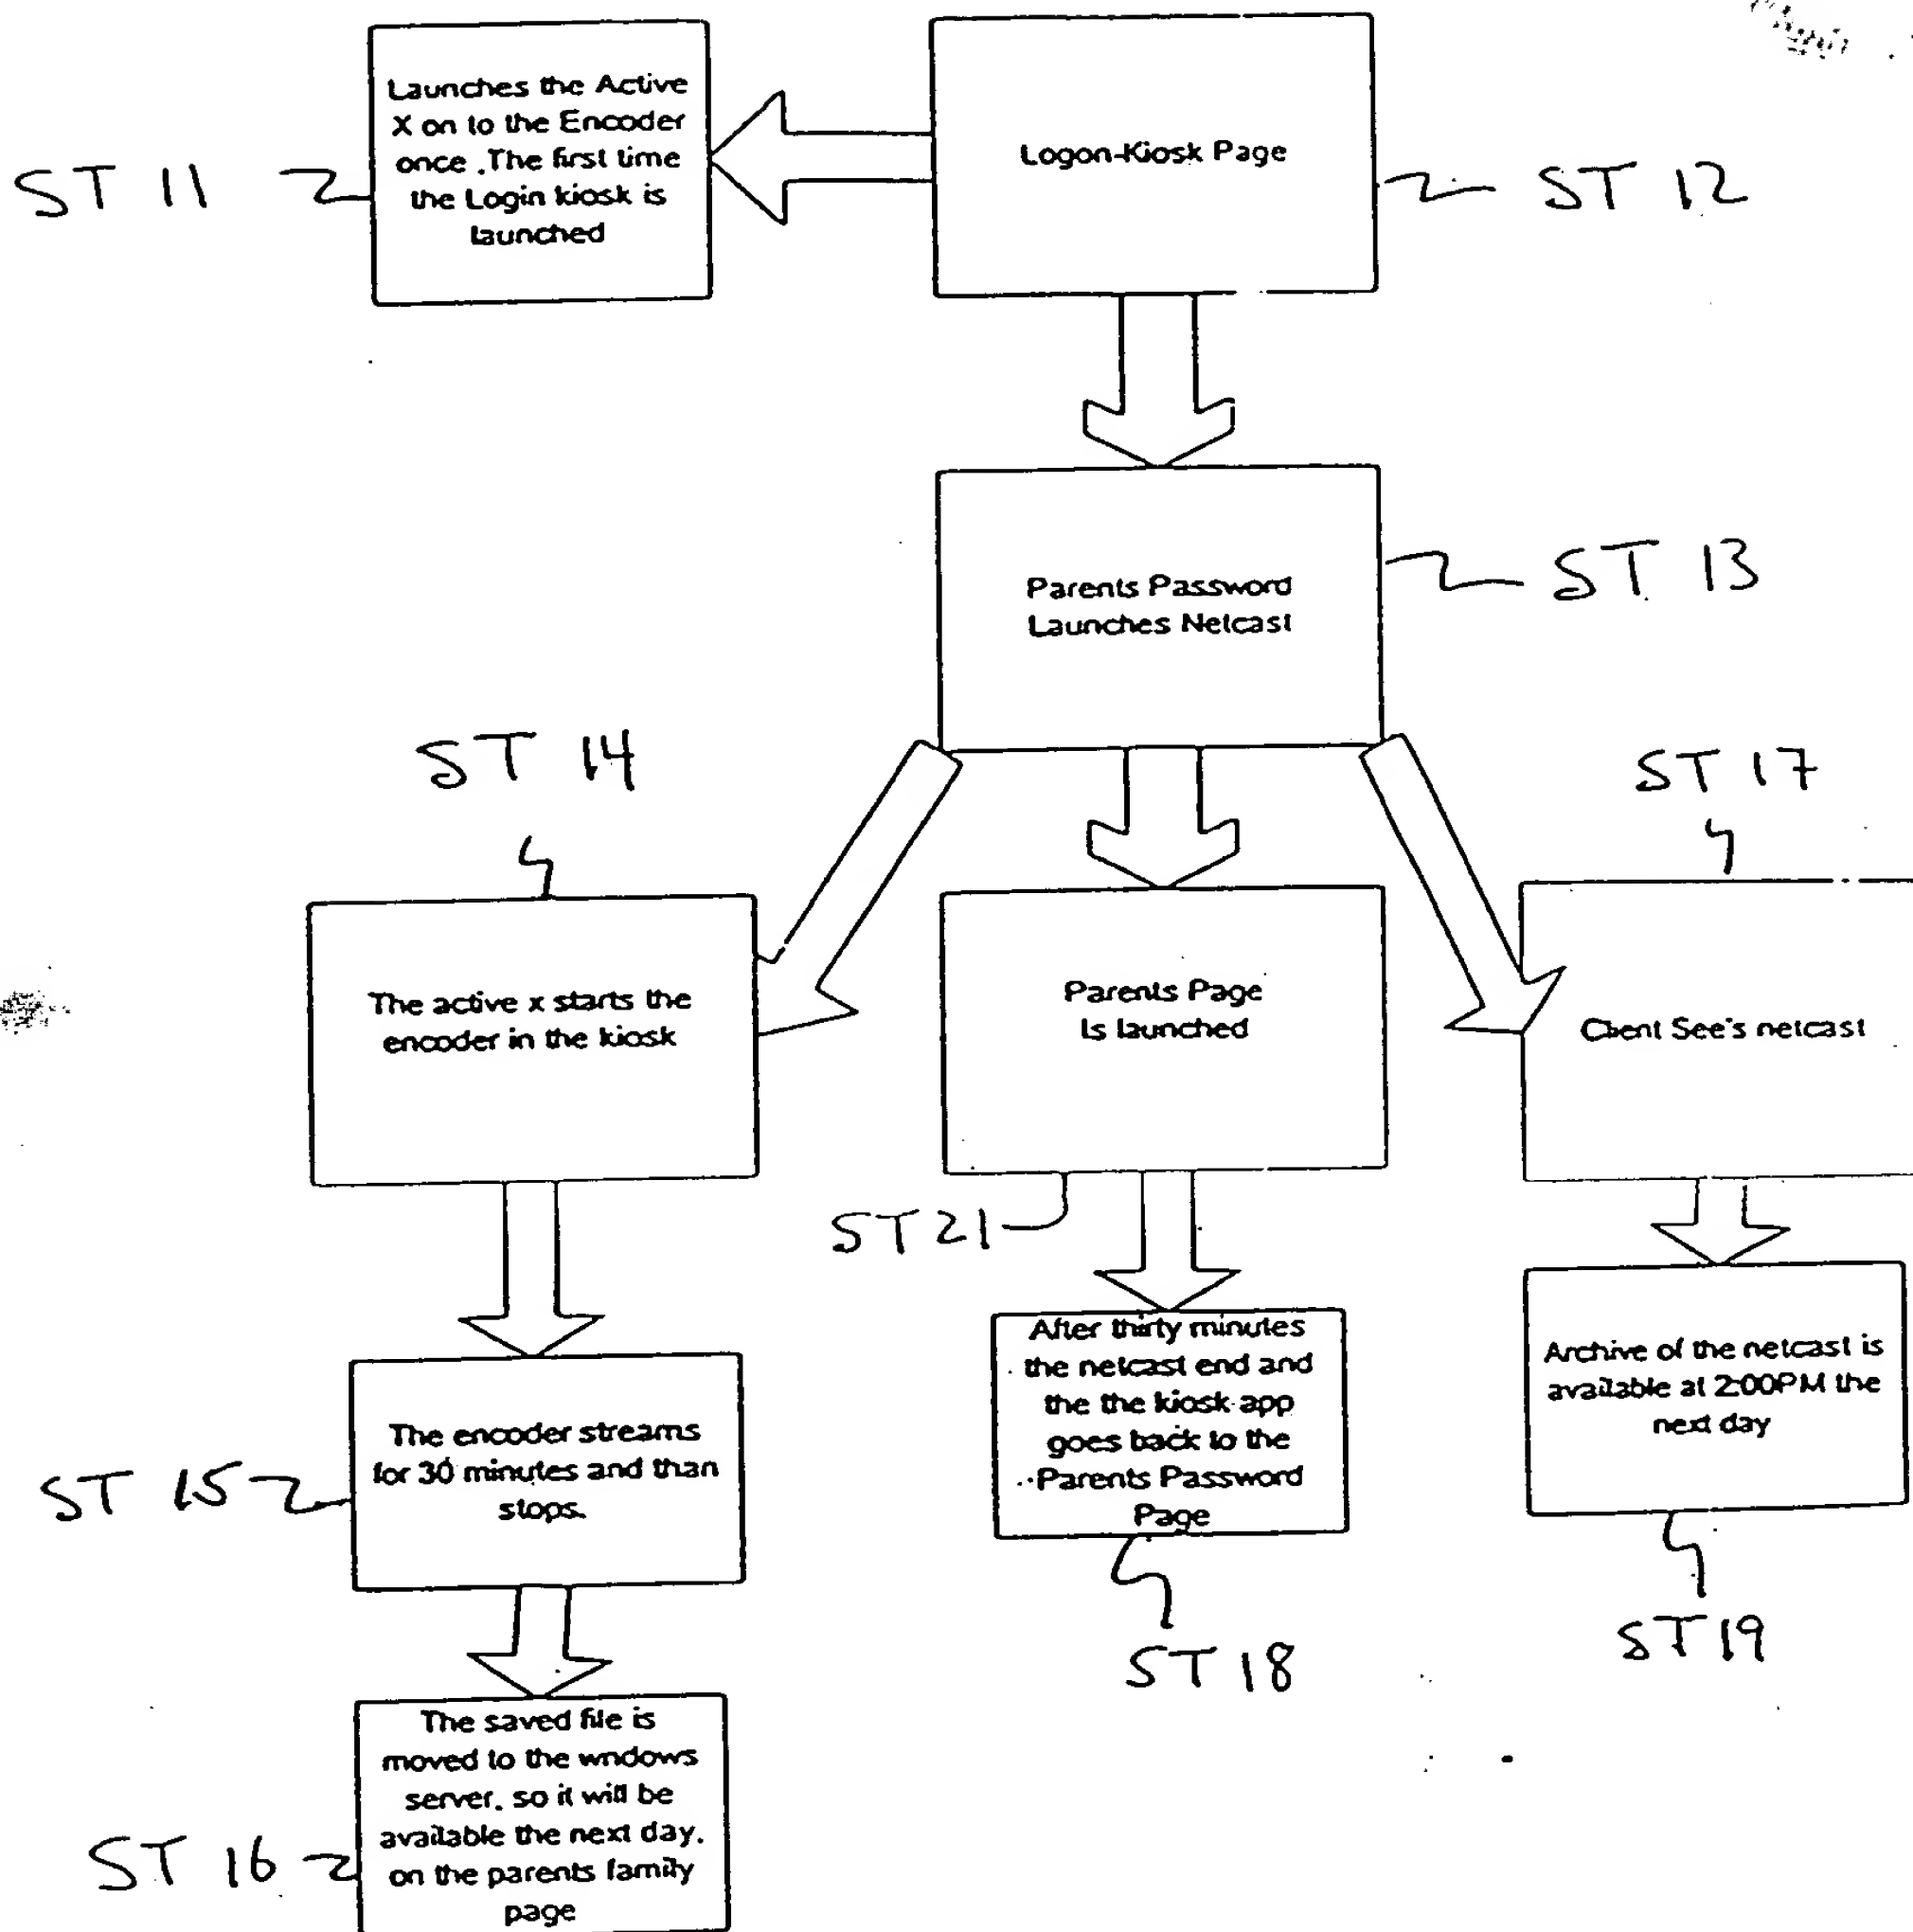 Launches the Active
X on to the Encoder
once .The first time
the Login kiosk is
launched
Logon-Kiosk Page
ST 11
ST 12
Parents Password
Launches Netcast
ST 13
ST 14
ST 17
The active x starts the
encoder in the kiosk
Parents Page
Is launched
Client See's netcast
ST21
After thirty minutes
the netcast end and
the the kiosk app
goes back to the
Parents Password
Page
Archive of the netcast is
available at 2:00PM the
next day
The encoder streams
for 30 minutes and than
stops.
ST 15
ST 18
ST19
The saved file is
moved to the wndows
server. so it will be
available the next day.
on the parents family
page
ST 16